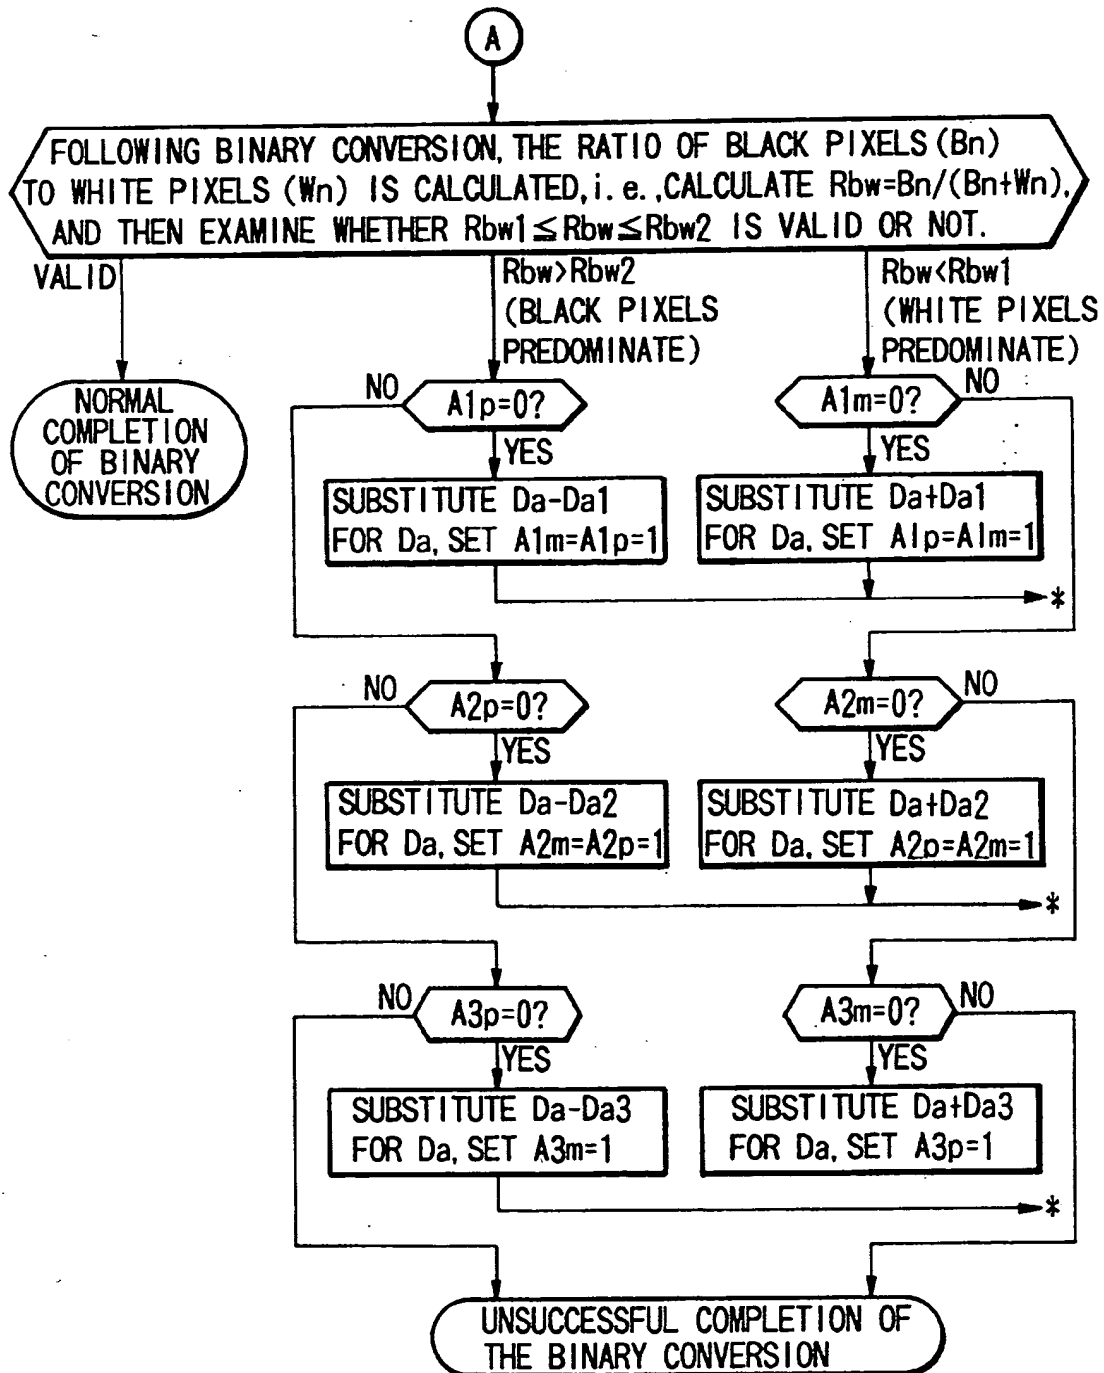 A
FOLLOWING BINARY CONVERSION, THE RATIO OF BLACK PIXELS (Bn)
TO WHITE PIXELS (Wn) IS CALCULATED, i.e., CALCULATE Rbw=Bn/(Bn+Wn),
AND THEN EXAMINE WHETHER Rbw1≦Rbw≦Rbw2 IS VALID OR NOT.
VALID
Rbw>Rbw2
(BLACK PIXELS
PREDOMINATE)
Rbw<Rbw1
(WHITE PIXELS
PREDOMINATE)
NORMAL
COMPLETION
OF BINARY
CONVERSION
NO
A1p=0?
YES
A1m=0?
NO
YES
SUBSTITUTE Da-Da1
FOR Da, SET A1m=A1p=1
SUBSTITUTE Da+Da1
FOR Da, SET A1p=A1m=1
*
NO
A2p=0?
YES
A2m=0?
NO
YES
SUBSTITUTE Da-Da2
FOR Da, SET A2m=A2p=1
SUBSTITUTE Da+Da2
FOR Da, SET A2p=A2m=1
*
NO
A3p=0?
YES
A3m=0?
NO
YES
SUBSTITUTE Da-Da3
FOR Da, SET A3m=1
SUBSTITUTE Da+Da3
FOR Da, SET A3p=1
*
UNSUCCESSFUL COMPLETION OF
THE BINARY CONVERSION